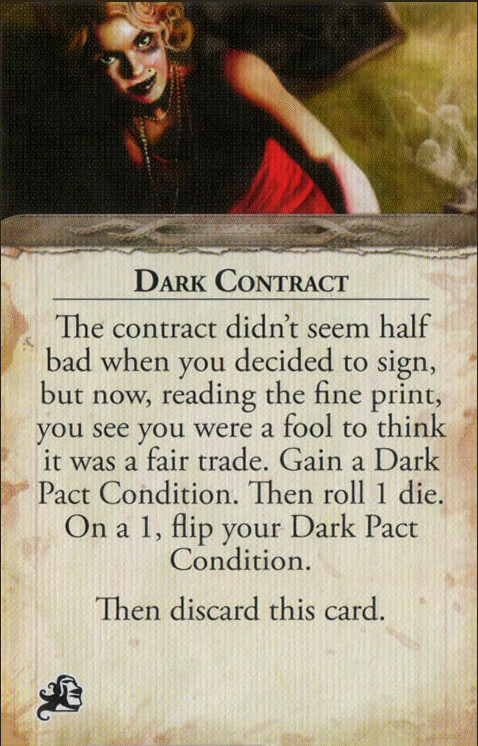 Dark Contract
The contract didn't seem half
bad when you decided to sign,
but now, reading the fine print,
you see you were a fool to think
it was a fair trade. Gain a Dark
Pact Condition. Then roll 1 die.
On a 1, flip your Dark Pact
Condition.
Then discard this card.